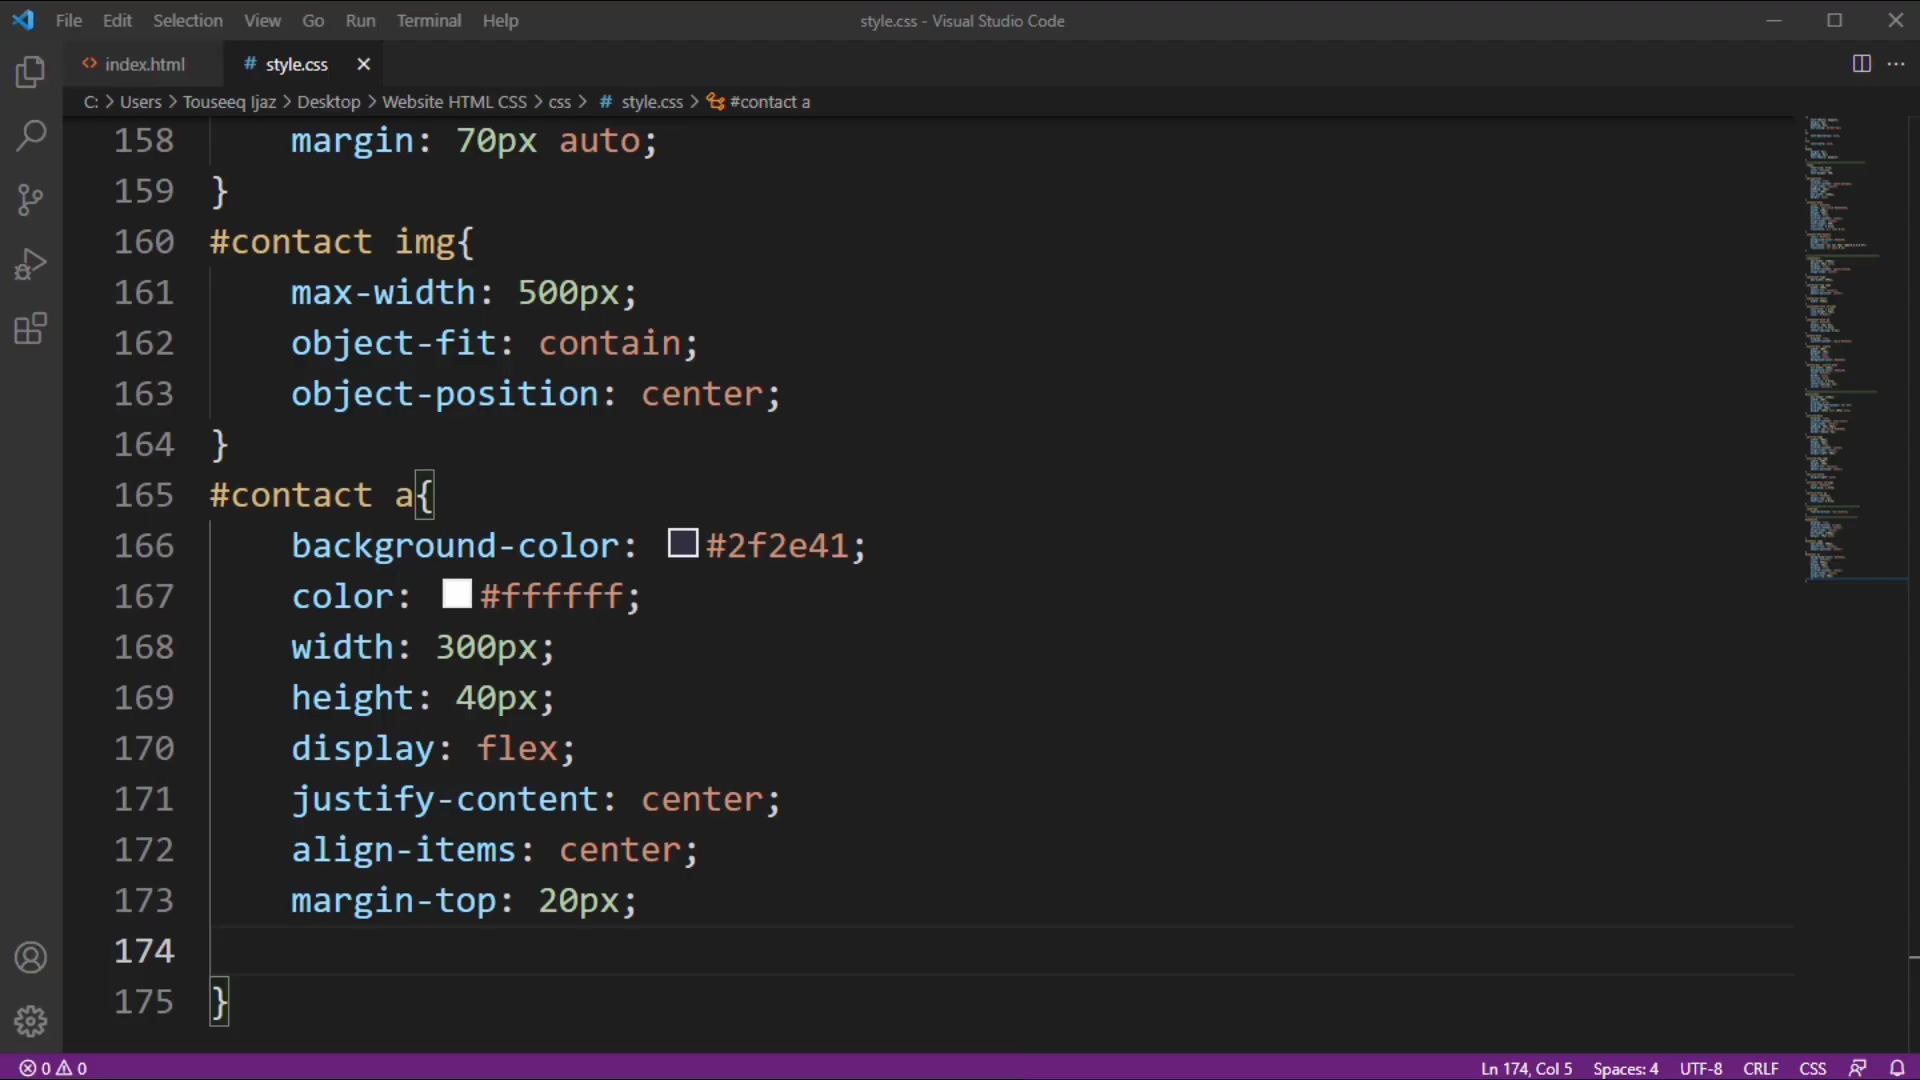 File Edit Selection View Go Run Terminal Help style.css - Visual Studio Code
<> index.html # style.css ×
C: > Users > Touseeq Ijaz > Desktop > Website HTML CSS > css > # style.css > #contact a
158 margin: 70px auto;
159 }
160 #contact img{
161 max-width: 500px;
162 object-fit: contain;
163 object-position: center;
164 }
165 #contact a{
166 background-color: #2f2e41;
167 color: #ffffff;
168 width: 300px;
169 height: 40px;
170 display: flex;
171 justify-content: center;
172 align-items: center;
173 margin-top: 20px;
174
175 }
0 0 Ln 174, Col 5 Spaces: 4 UTF-8 CRLF CSS